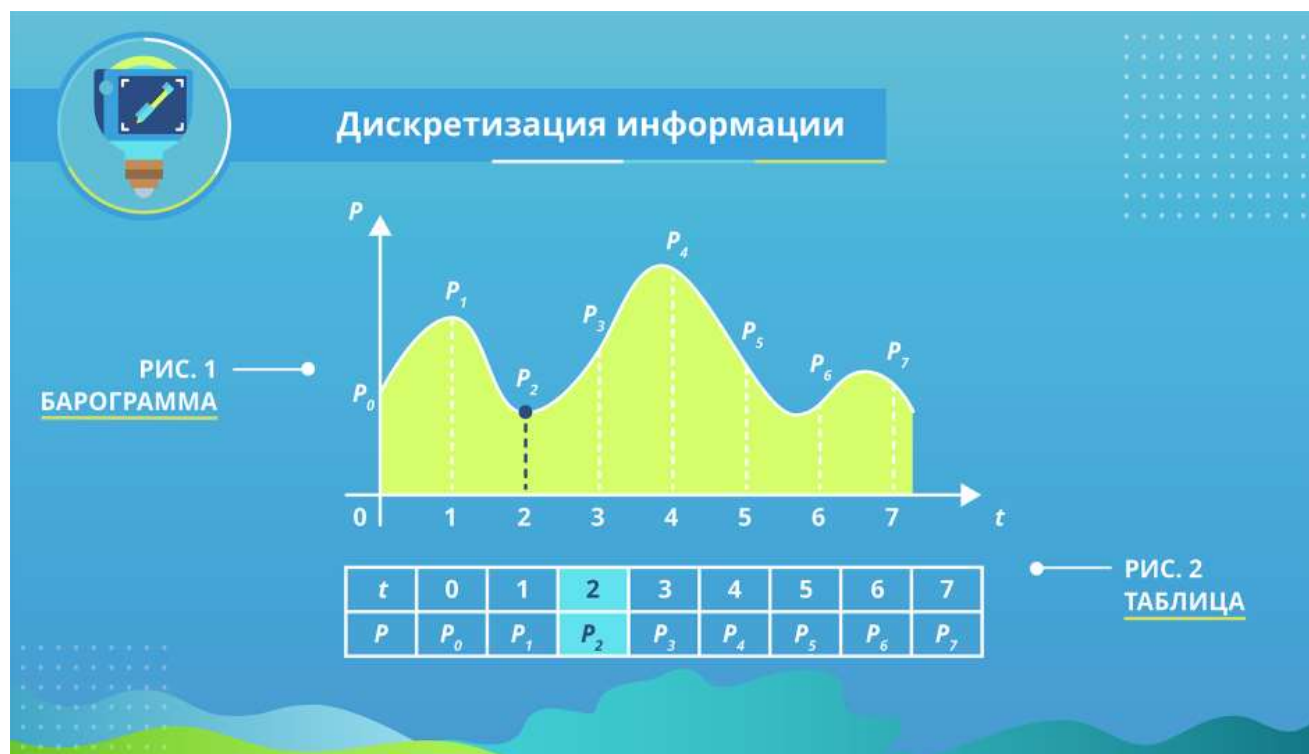 Дискретизация информации
P
P₄
P₁
P₃
P₅
P₇
P₆
P₂
P₀
РИС. 1
БАРОГРАММА
0 1 2 3 4 5 6 7 t
РИС. 2
ТАБЛИЦА
t 0 1 2 3 4 5 6 7
P P₀ P₁ P₂ P₃ P₄ P₅ P₆ P₇